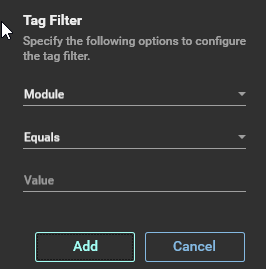 Tag Filter
Specify the following options to configure
the tag filter.
Module
Equals
Value
Add
Cancel